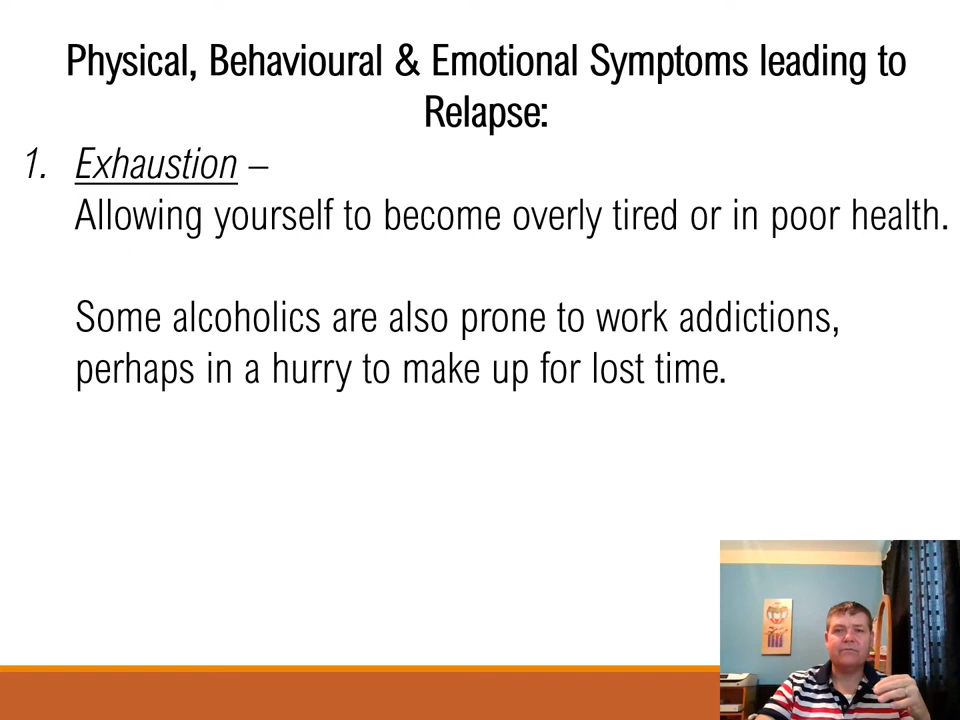 Physical, Behavioural & Emotional Symptoms leading to
Relapse:
1. Exhaustion –
Allowing yourself to become overly tired or in poor health.
Some alcoholics are also prone to work addictions,
perhaps in a hurry to make up for lost time.